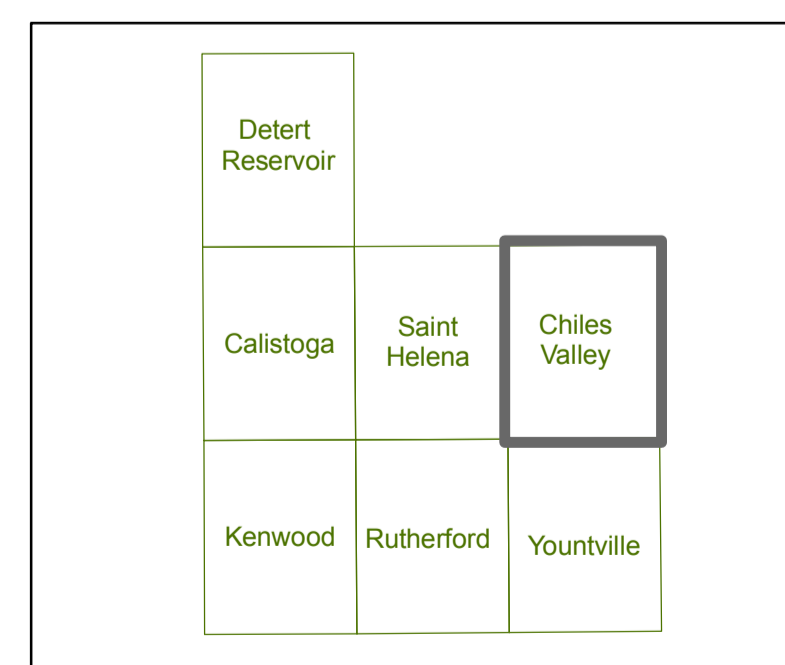 Detert
Reservoir
Calistoga
Saint
Helena
Chiles
Valley
Kenwood
Rutherford
Yountville